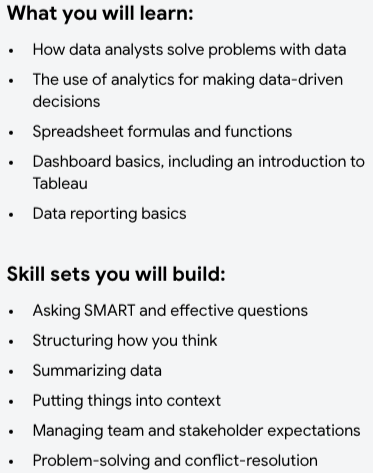 What you will learn:
• How data analysts solve problems with data
• The use of analytics for making data-driven
decisions
• Spreadsheet formulas and functions
• Dashboard basics, including an introduction to
Tableau
• Data reporting basics
Skill sets you will build:
• Asking SMART and effective questions
• Structuring how you think
• Summarizing data
• Putting things into context
• Managing team and stakeholder expectations
• Problem-solving and conflict-resolution